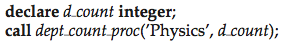 declare d_count integer;
call dept_count_proc('Physics', d_count);